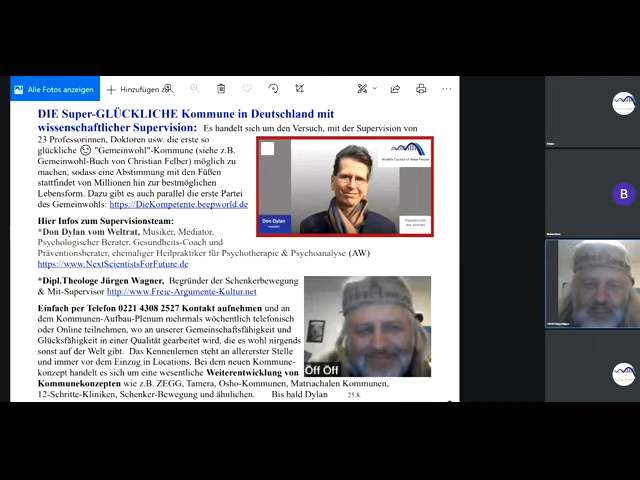 Alle Fotos anzeigen
Hinzufügen zu
DIE Super-GLÜCKLICHE Kommune in Deutschland mit
wissenschaftlicher Supervision: Es handelt sich um den Versuch, mit der Supervision von
23 Professorinnen, Doktoren usw. die erste so
glückliche 😉 "Gemeinwohl"-Kommune (siehe z.B.
Gemeinwohl-Buch von Christian Felber) möglich zu
machen, sodass eine Abstimmung mit den Füßen
stattfindet von Millionen hin zur bestmöglichen
Lebensform. Dazu gibt es auch parallel die erste Partei
des Gemeinwohls: https://DieKompetente.beepworld.de
World's Council of Wise People
Don Dylan
Hier Infos zum Supervisionsteam:
*Don Dylan vom Weltrat, Musiker, Mediator,
Psychologischer Berater, Gesundheits-Coach und
Präventionsberater, ehemaliger Heilpraktiker für Psychotherapie & Psychoanalyse (AW)
https://www.NextScientistsForFuture.de
*Dipl.Theologe Jürgen Wagner, Begründer der Schenkerbewegung
& Mit-Supervisor http://www.Freie-Argumente-Kultur.net
Einfach per Telefon 0221 4308 2527 Kontakt aufnehmen und an
dem Kommunen-Aufbau-Plenum mehrmals wöchentlich telefonisch
oder Online teilnehmen, wo an unserer Gemeinschaftsfähigkeit und
Glücksfähigkeit in einer Qualität gearbeitet wird, die es wohl nirgends
sonst auf der Welt gibt. Das Kennenlernen steht an allererster Stelle
und immer vor dem Einzug in Locations. Bei dem neuen Kommune-
konzept handelt es sich um eine wesentliche Weiterentwicklung von
Kommunekonzepten wie z.B. ZEGG, Tamera, Osho-Kommunen, Matriachalen Kommunen,
12-Schritte-Kliniken, Schenker-Bewegung und ähnlichen. Bis bald Dylan 25.8.
Öff Öff
B